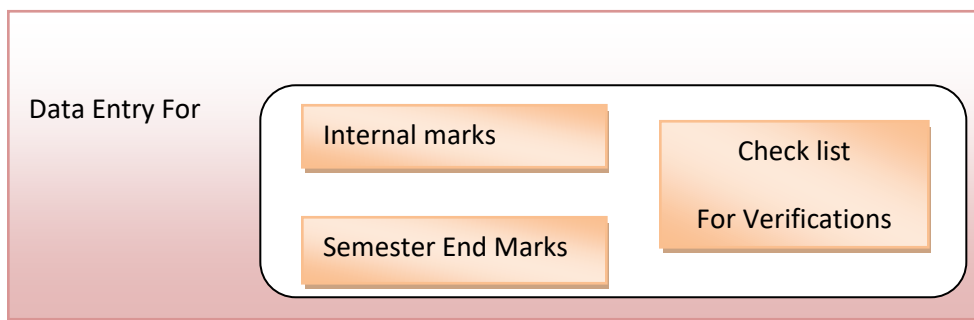 Data Entry For
Internal marks
Semester End Marks
Check list
For Verifications